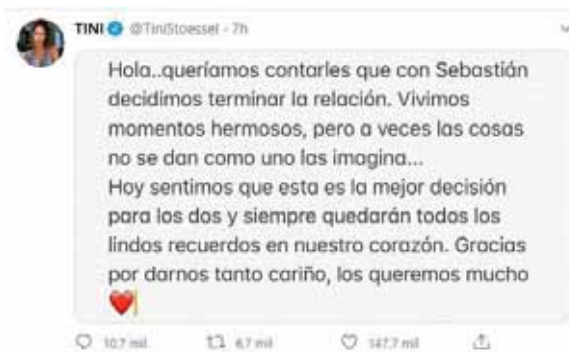 TINI @TiniStoessel · 7h
Hola..queríamos contarles que con Sebastián
decidimos terminar la relación. Vivimos
momentos hermosos, pero a veces las cosas
no se dan como uno las imagina...
Hoy sentimos que esta es la mejor decisión
para los dos y siempre quedarán todos los
lindos recuerdos en nuestro corazón. Gracias
por darnos tanto cariño, los queremos mucho
❤️
10,7 mil 6,7 mil 147,7 mil